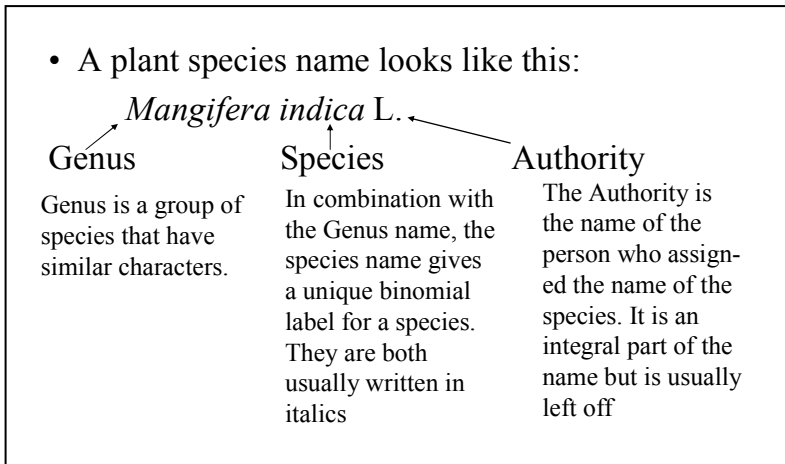 • A plant species name looks like this:
Mangifera indica L.
Genus
Genus is a group of
species that have
similar characters.
Species
In combination with
the Genus name, the
species name gives
a unique binomial
label for a species.
They are both
usually written in
italics
Authority
The Authority is
the name of the
person who assign-
ed the name of the
species. It is an
integral part of the
name but is usually
left off